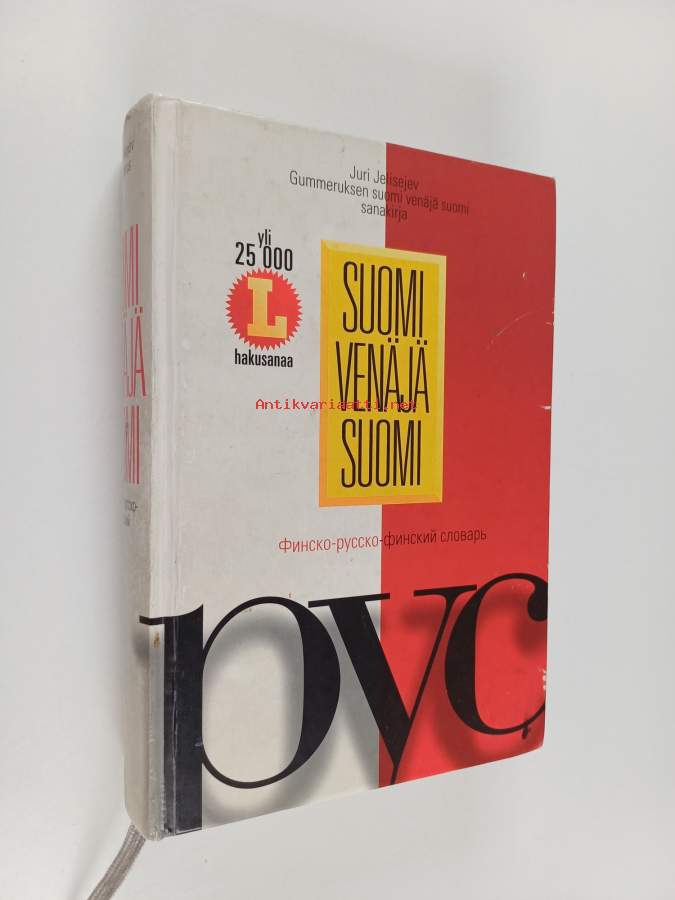 Juri Jelisejev
Gummeruksen suomi venäjä suomi
sanakirja
yli
25 000
L
hakusanaa
SUOMI
VENÄJÄ
SUOMI
Antikvariaatti.net
Финско-русско-финский словарь
рус